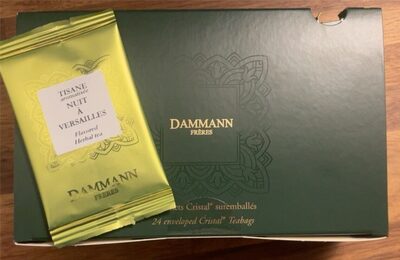 TISANE
aromatisée
NUIT
À
VERSAILLES
Flavored
Herbal tea
DAMMANN
FRÈRES
DAMMANN
FRÈRES
Cristal® suremballés
24 enveloped Cristal® Teabags